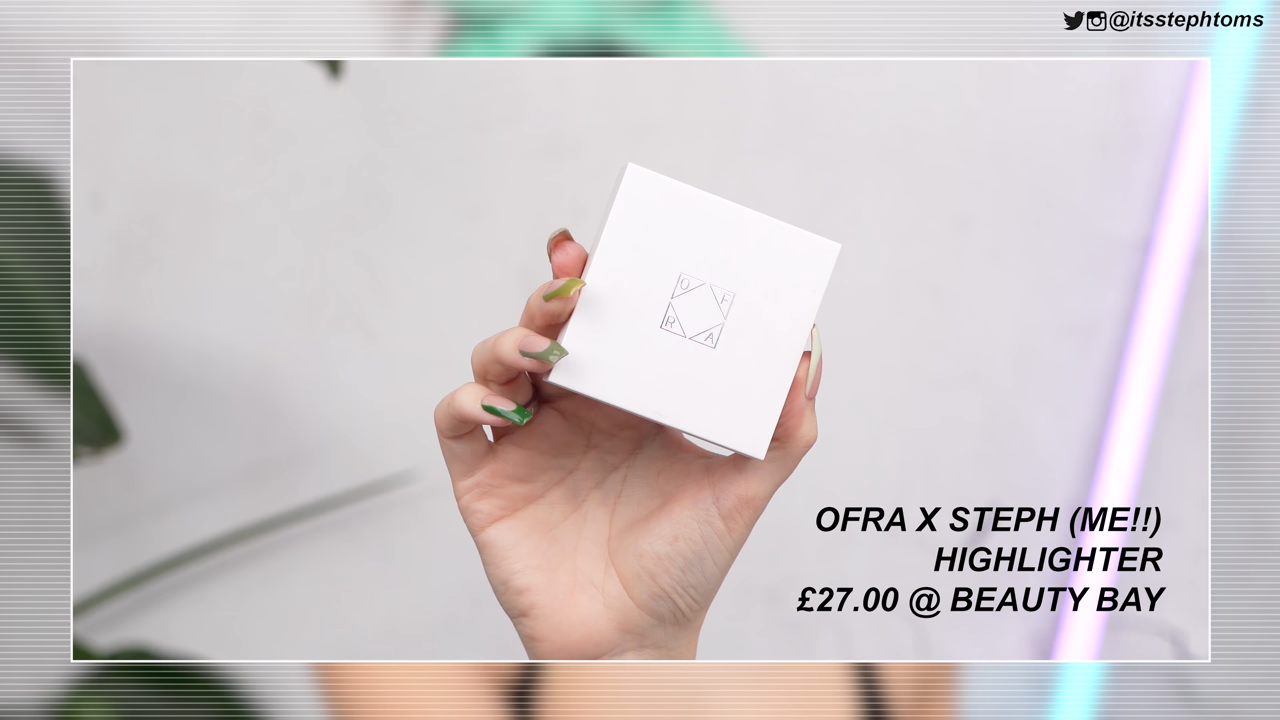 @itsstephtoms
O F
R A
OFRA X STEPH (ME!!)
HIGHLIGHTER
£27.00 @ BEAUTY BAY